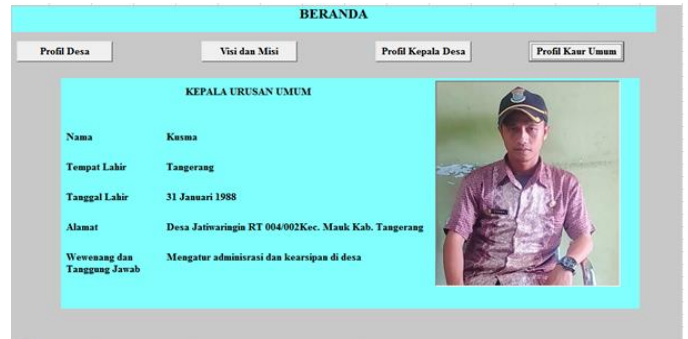 BERANDA
Profil Desa
Visi dan Misi
Profil Kepala Desa
Profil Kaur Umum
KEPALA URUSAN UMUM
Nama Kusma
Tempat Lahir Tangerang
Tanggal Lahir 31 Januari 1988
Alamat Desa Jatiwaringin RT 004/002Kec. Mauk Kab. Tangerang
Wewenang dan Mengatur adminisrasi dan kearsipan di desa
Tanggung Jawab